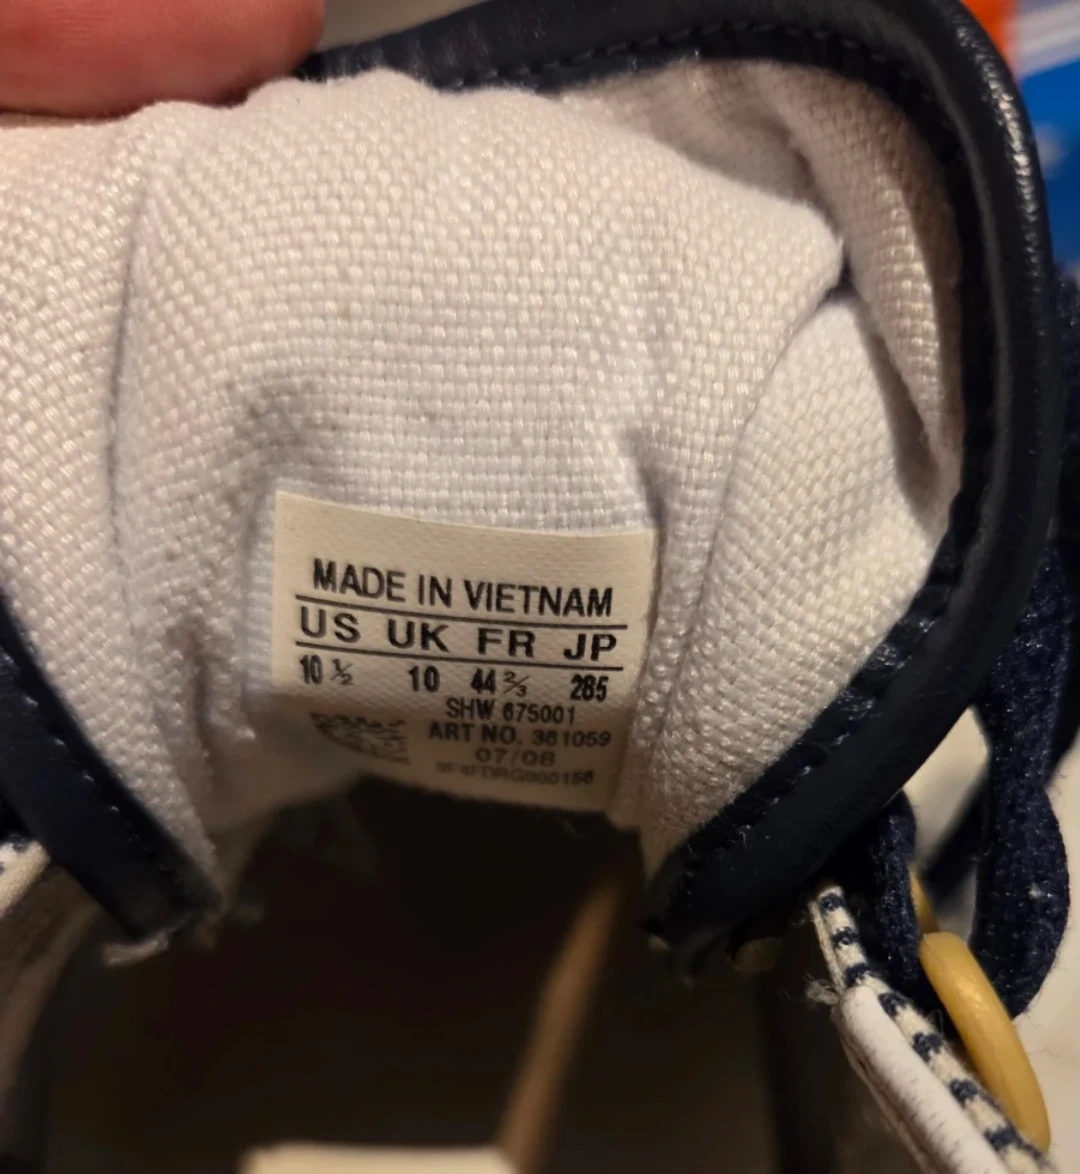 MADE IN VIETNAM
US UK FR JP
10 ½ 10 44 ⅔ 285
SHW 675001
ART NO. 361059
07/08